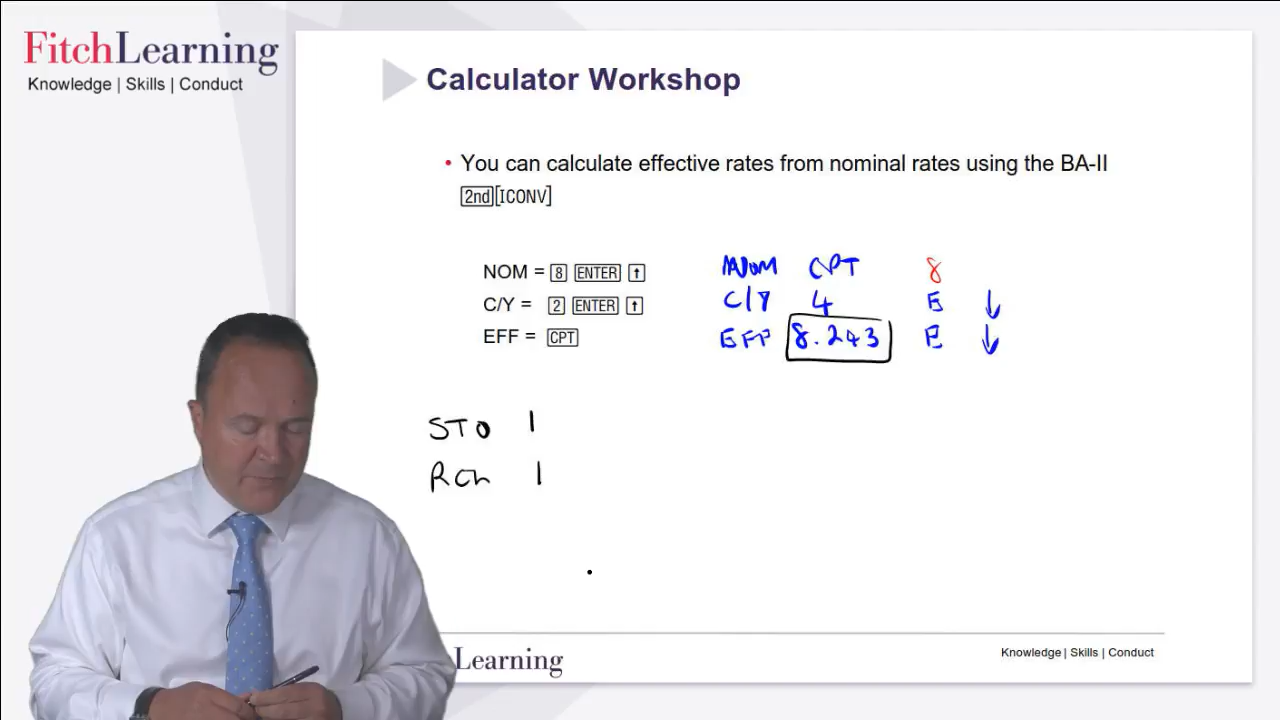 FitchLearning
Knowledge | Skills | Conduct
Calculator Workshop
• You can calculate effective rates from nominal rates using the BA-II
2nd [ICONV]
NOM = 8 ENTER ↑
C/Y = 2 ENTER ↑
EFF = CPT
NOM CPT 8
C/Y 4 E ↓
EFF 8.243 E ↓
STO 1
RCL 1
Learning
Knowledge | Skills | Conduct